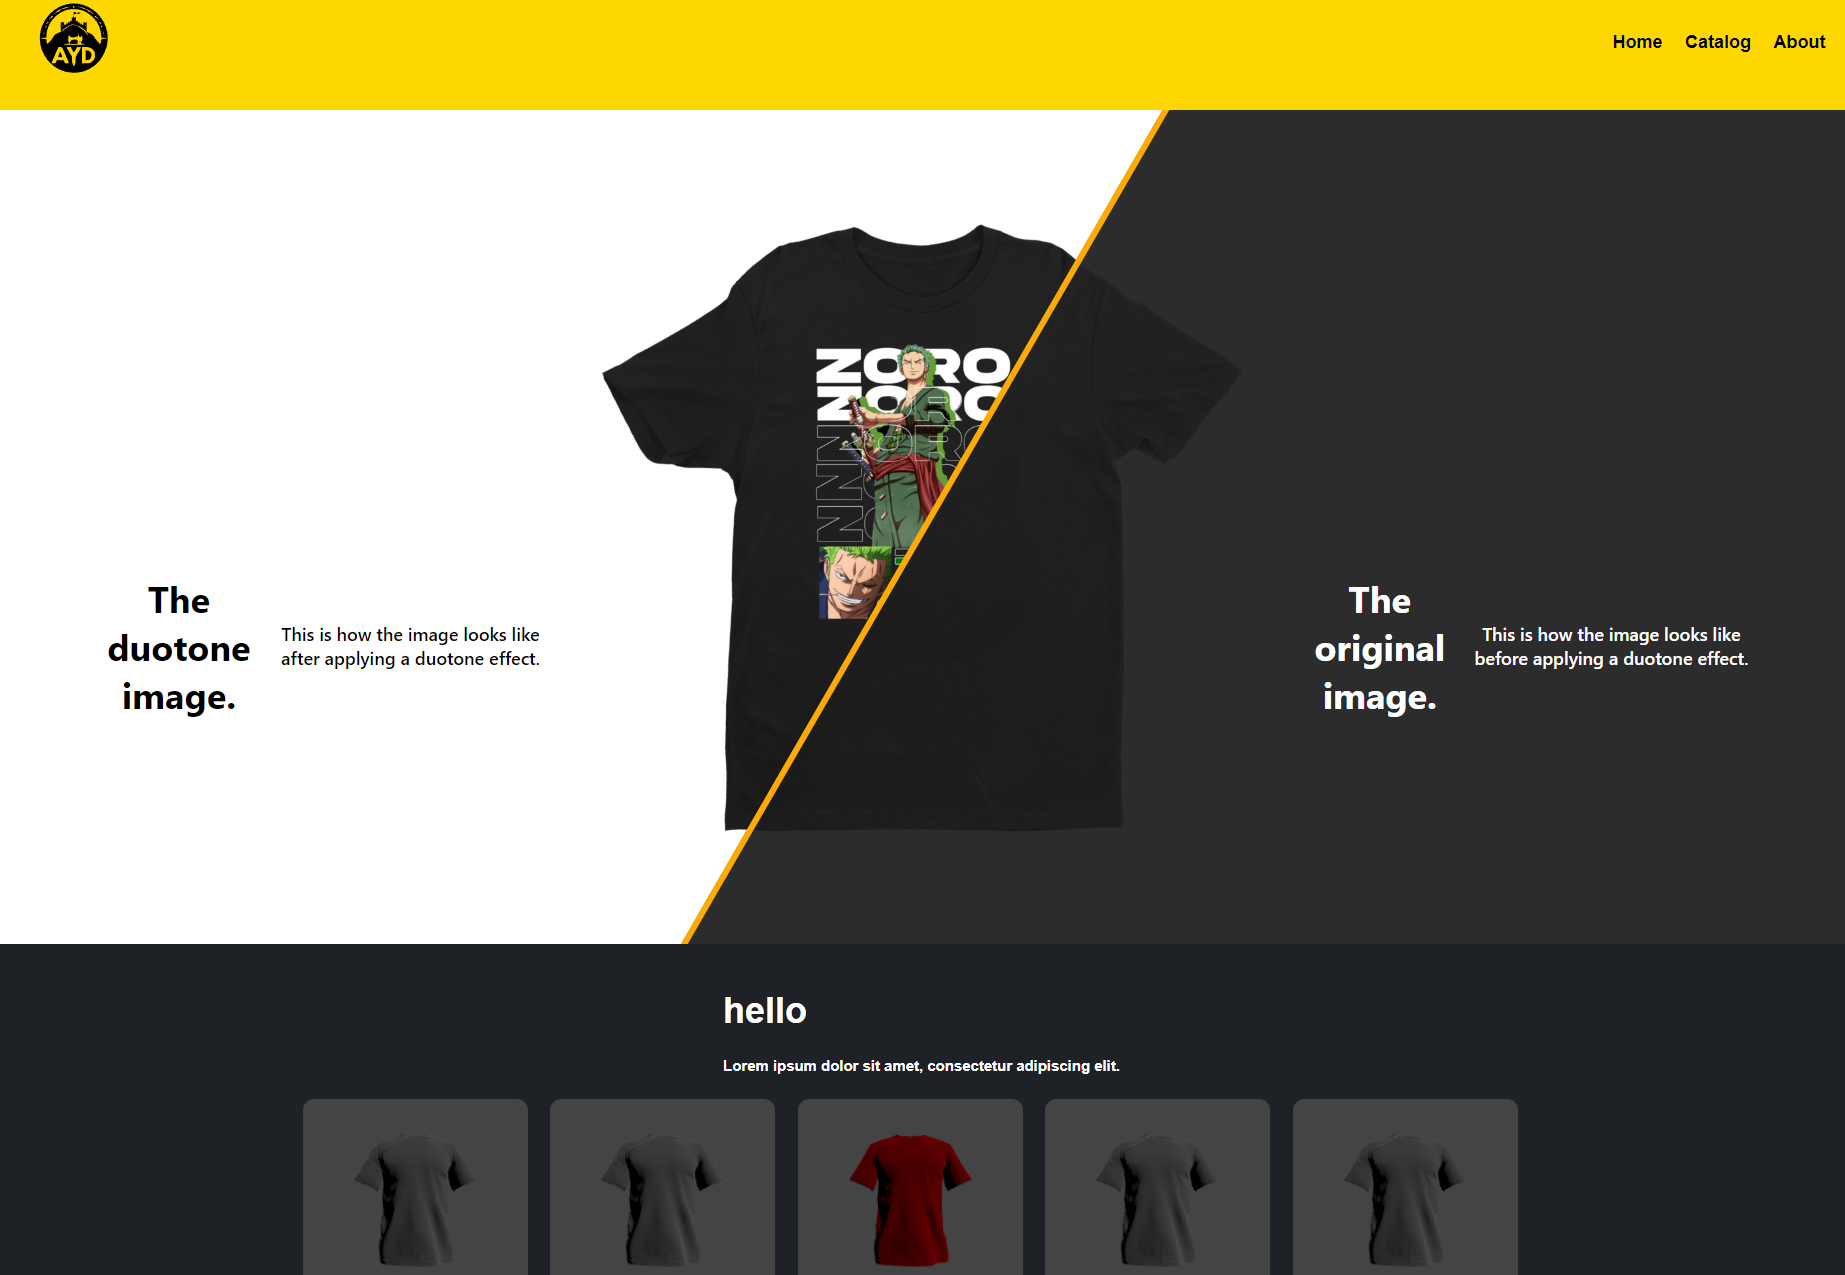 AYD
Home Catalog About
ZORO
ZORO
The
duotone
image.
This is how the image looks like
after applying a duotone effect.
The
original
image.
This is how the image looks like
before applying a duotone effect.
hello
Lorem ipsum dolor sit amet, consectetur adipiscing elit.